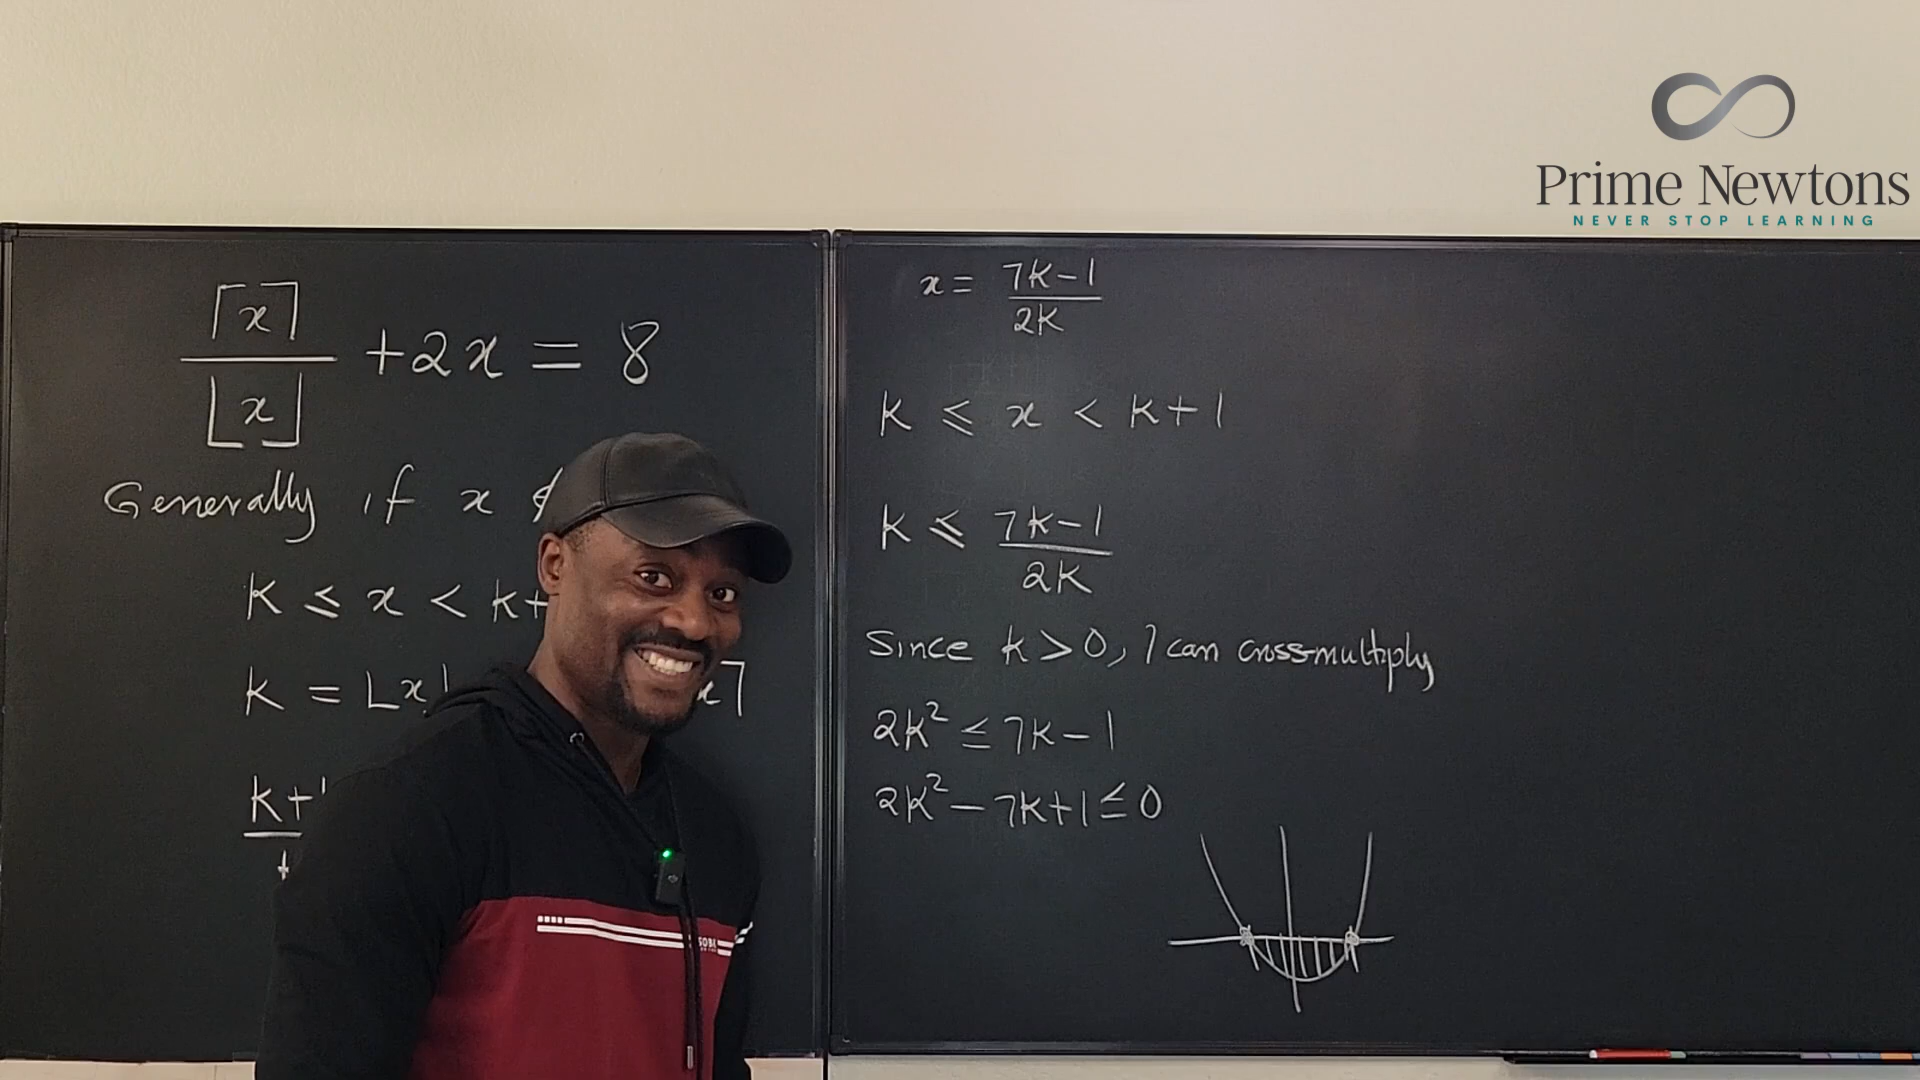 Prime Newtons
NEVER STOP LEARNING
⌈x⌉
⌊x⌋
+2x = 8
Generally if x ∉
K ≤ x < k+
K = ⌊x⌋ x⌉
k+1
x = 7K-1
2K
K ≤ x < K+1
K ≤ 7K-1
2K
Since k>0, I can cross-multiply
2K² ≤ 7K-1
2K² - 7K+1 ≤ 0